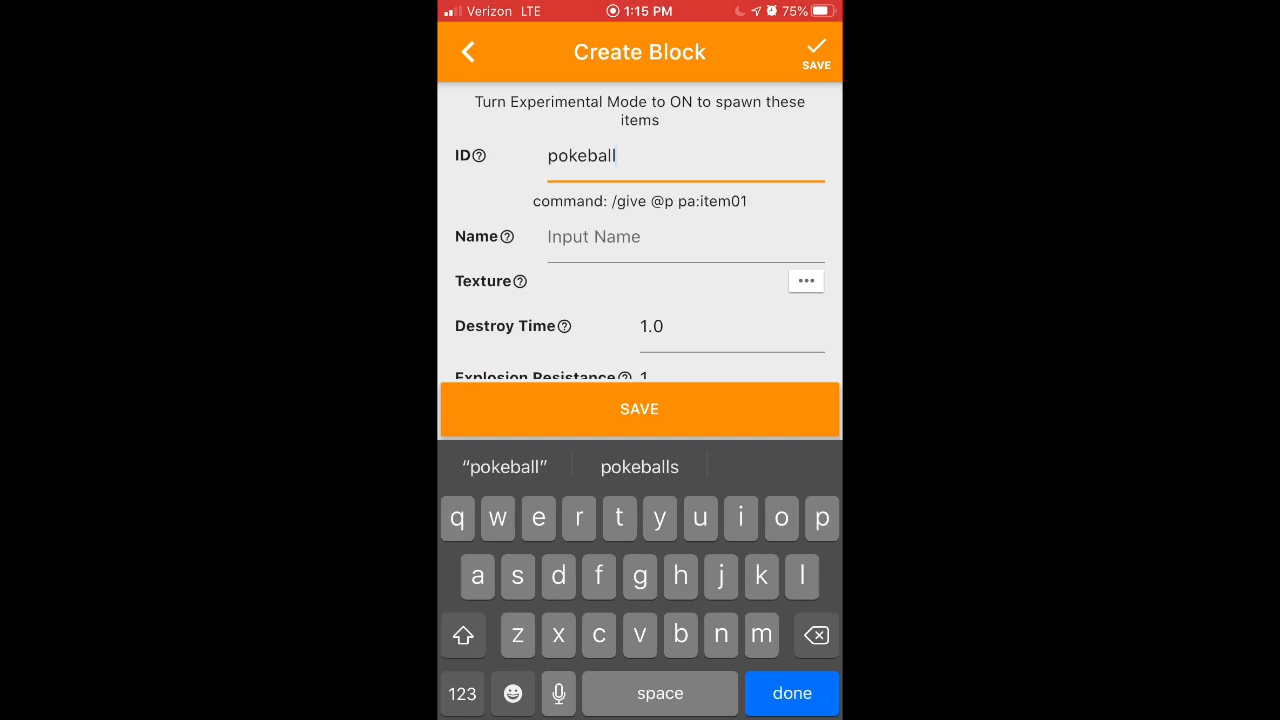 Verizon LTE 1:15 PM 75%
Create Block
SAVE
Turn Experimental Mode to ON to spawn these
items
ID pokeball
command: /give @p pa:item01
Name Input Name
Texture
Destroy Time 1.0
Explosion Resistance 1
SAVE
“pokeball” pokeballs
q w e r t y u i o p
a s d f g h j k l
z x c v b n m
123 space done